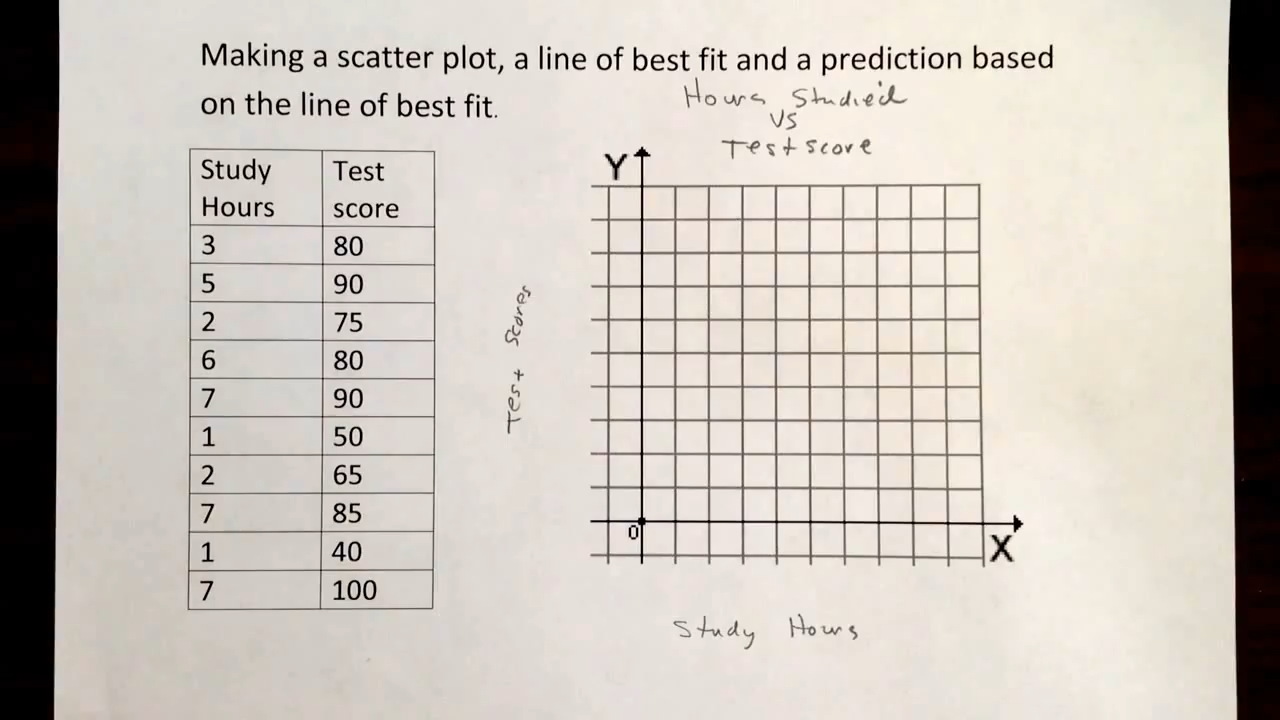 Making a scatter plot, a line of best fit and a prediction based
on the line of best fit.
Hours Studied
VS
Test score
Study Hours	Test score
3	80
5	90
2	75
6	80
7	90
1	50
2	65
7	85
1	40
7	100
Y
Test Scores
0
X
Study Hours